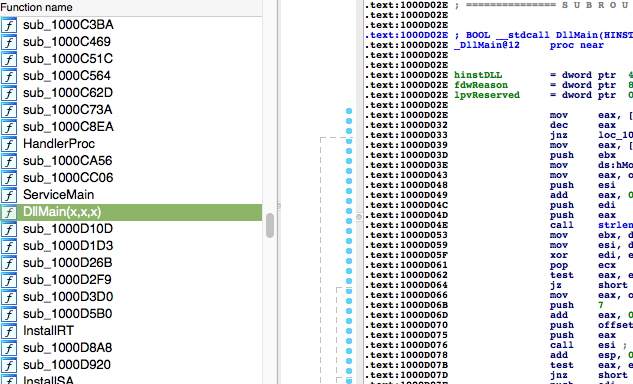 Function name
sub_1000C3BA
sub_1000C469
sub_1000C51C
sub_1000C564
sub_1000C62D
sub_1000C73A
sub_1000C8EA
HandlerProc
sub_1000CA56
sub_1000CC06
ServiceMain
DllMain(x,x,x)
sub_1000D10D
sub_1000D1D3
sub_1000D26B
sub_1000D2F9
sub_1000D3D0
sub_1000D5B0
InstallRT
sub_1000D8A8
sub_1000D920
InstallSA
.text:1000D02E ; =============== S U B R O U
.text:1000D02E
.text:1000D02E
.text:1000D02E ; BOOL __stdcall DllMain(HINST
.text:1000D02E _DllMain@12 proc near
.text:1000D02E
.text:1000D02E
.text:1000D02E hinstDLL = dword ptr 4
.text:1000D02E fdwReason = dword ptr 8
.text:1000D02E lpvReserved = dword ptr 0
.text:1000D02E
.text:1000D02E mov eax, [
.text:1000D032 dec eax
.text:1000D033 jnz loc_10
.text:1000D039 mov eax, [
.text:1000D03D push ebx
.text:1000D03E mov ds:hMo
.text:1000D043 mov eax, o
.text:1000D048 push esi
.text:1000D049 add eax, 0
.text:1000D04C push edi
.text:1000D04D push eax
.text:1000D04E call strlen
.text:1000D053 mov ebx, d
.text:1000D059 mov esi, d
.text:1000D05F xor edi, e
.text:1000D061 pop ecx
.text:1000D062 test eax, e
.text:1000D064 jz short
.text:1000D066 mov eax, o
.text:1000D06B push 7
.text:1000D06D add eax, 0
.text:1000D070 push offset
.text:1000D075 push eax
.text:1000D076 call esi ;
.text:1000D078 add esp, 0
.text:1000D07B test eax, e
.text:1000D07D jnz short